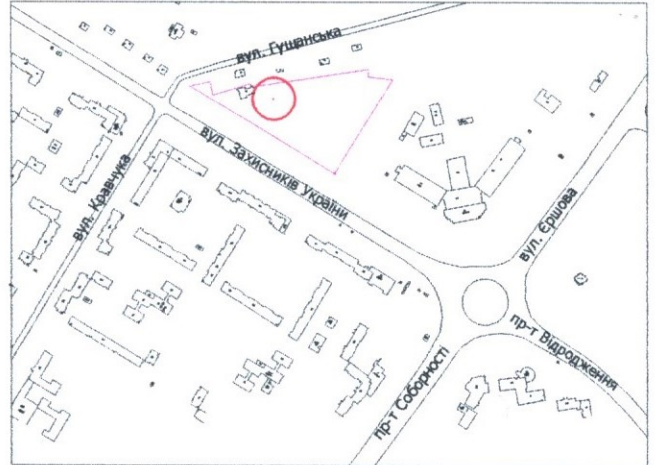 вул. Гущанська
вул. Захисників України
вул. Кравчука
вул. Єршова
пр-т Відродження
пр-т Соборності